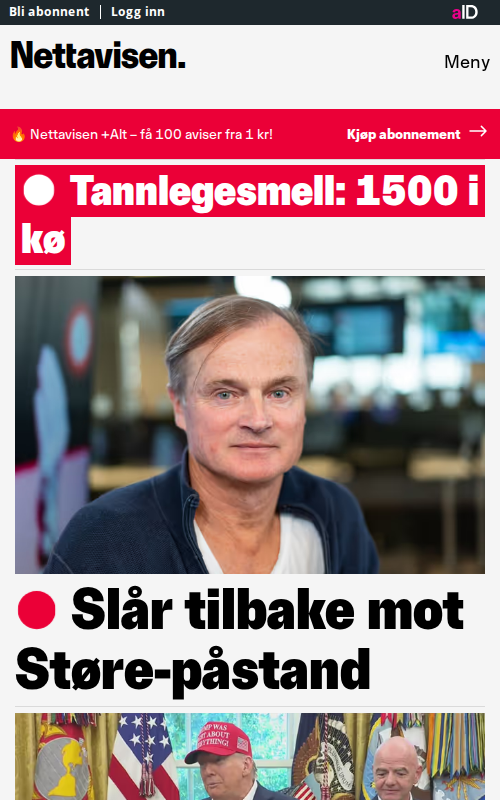 Bli abonnent | Logg inn aID
Nettavisen.
Meny
🔥 Nettavisen +Alt – få 100 aviser fra 1 kr! Kjøp abonnement →
Tannlegesmell: 1500 i
kø
Slår tilbake mot
Støre-påstand